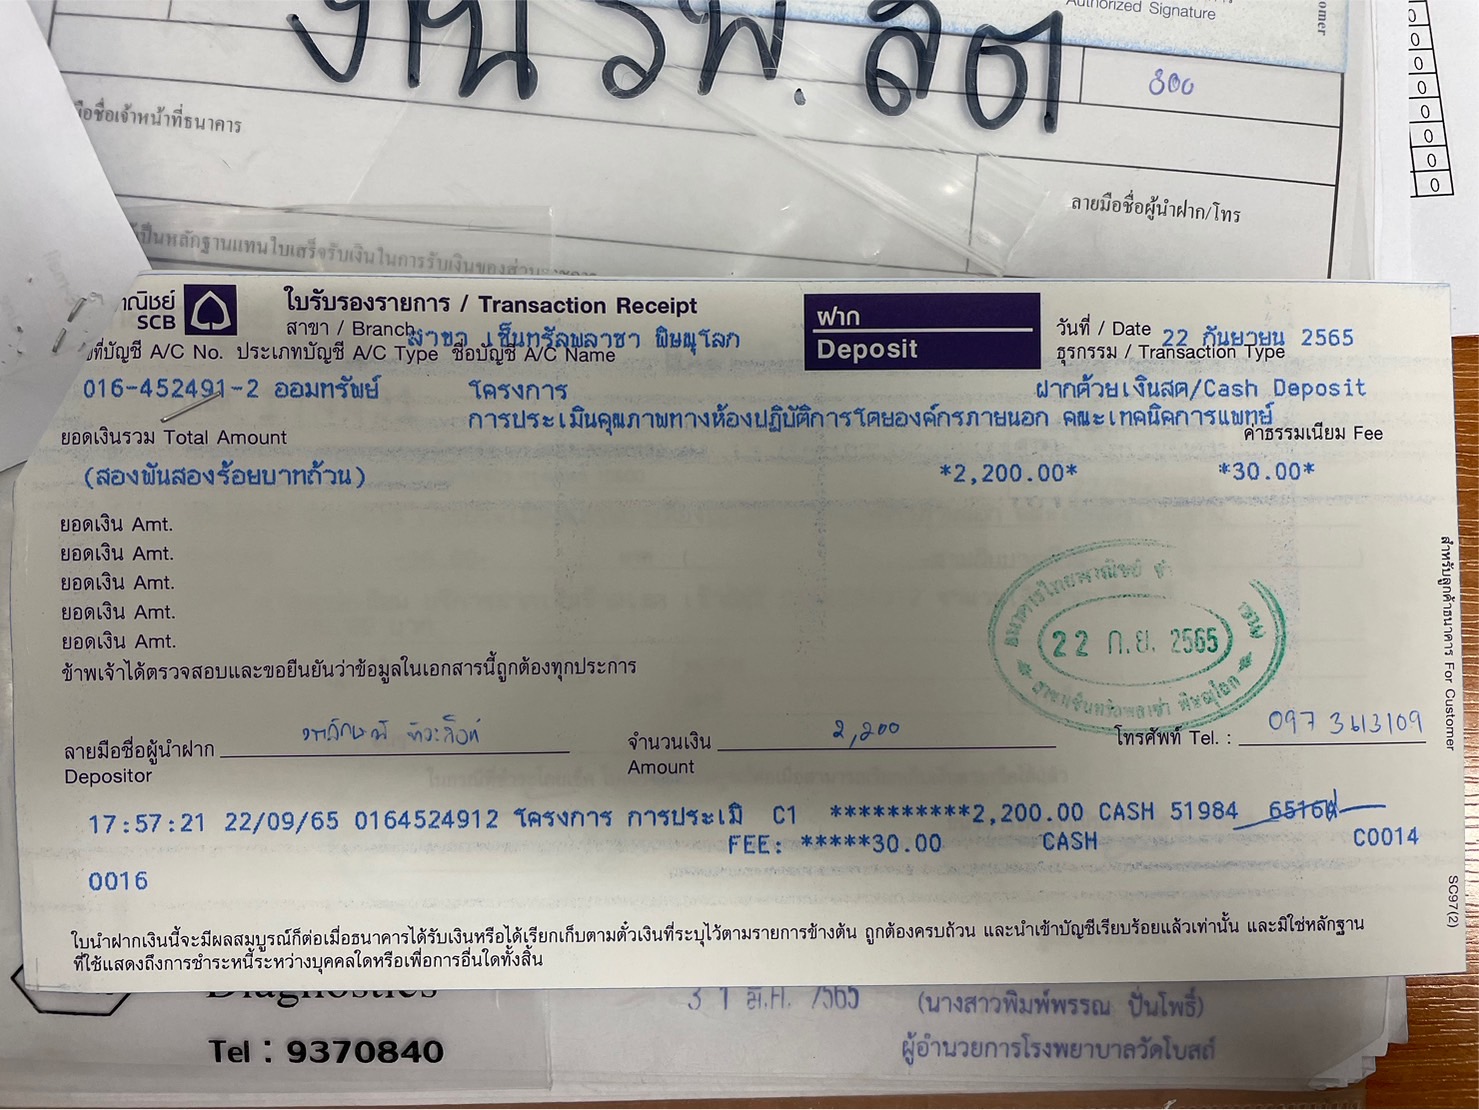 งาน รพ.สต
Authorized Signature
300
มือชื่อเจ้าหน้าที่ธนาคาร
ลายมือชื่อผู้นำฝาก/โทร
เป็นหลักฐานแทนใบเสร็จรับเงินในการรับเงินของส่วน
SCB
ใบรับรองรายการ / Transaction Receipt
สาขา / Branch สาขา เซ็นทรัลพลาซา พิษณุโลก
ฝาก
Deposit
วันที่ / Date 22 กันยายน 2565
ธุรกรรม / Transaction Type
ที่บัญชี A/C No. ประเภทบัญชี A/C Type ชื่อบัญชี A/C Name
016-452491-2 ออมทรัพย์ โครงการ ฝากด้วยเงินสด/Cash Deposit
การประเมินคุณภาพทางห้องปฏิบัติการโดยองค์กรภายนอก คณะเทคนิคการแพทย์
ยอดเงินรวม Total Amount ค่าธรรมเนียม Fee
(สองพันสองร้อยบาทถ้วน) *2,200.00* *30.00*
ยอดเงิน Amt.
ยอดเงิน Amt.
ยอดเงิน Amt.
ยอดเงิน Amt.
ยอดเงิน Amt.
ธนาคารไทยพาณิชย์ จำ
22 ก.ย. 2565
สาขาเซ็นทรัลพลาซา พิษณุโลก
ข้าพเจ้าได้ตรวจสอบและขอยืนยันว่าข้อมูลในเอกสารนี้ถูกต้องทุกประการ
ลายมือชื่อผู้นำฝาก จำนวนเงิน 2,200 โทรศัพท์ Tel. : 097 3613109
Depositor Amount
17:57:21 22/09/65 0164524912 โครงการ การประเมิ C1 **********2,200.00 CASH 51984 65164
FEE: *****30.00 CASH C0014
0016
ใบนำฝากเงินนี้จะมีผลสมบูรณ์ก็ต่อเมื่อธนาคารได้รับเงินหรือได้เรียกเก็บตามตั๋วเงินที่ระบุไว้ตามรายการข้างต้น ถูกต้องครบถ้วน และนำเข้าบัญชีเรียบร้อยแล้วเท่านั้น และมิใช่หลักฐาน
ที่ใช้แสดงถึงการชำระหนี้ระหว่างบุคคลใดหรือเพื่อการอื่นใดทั้งสิ้น
สำหรับลูกค้าธนาคาร For Customer
SC97(2)
Diagnostics
Tel : 9370840
3 1 มี.ค. 2565
(นางสาวพิมพ์พรรณ ปั่นโพธิ์)
ผู้อำนวยการโรงพยาบาลวัดโบสถ์